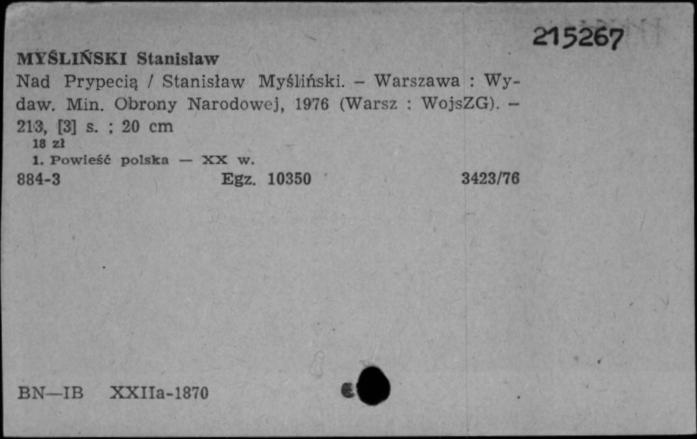 215267
MYŚLIŃSKI Stanisław
Nad Prypecią / Stanisław Myśliński. – Warszawa : Wy-
daw. Min. Obrony Narodowej, 1976 (Warsz : WojsZG). –
213, [3] s. ; 20 cm
18 zł
1. Powieść polska — XX w.
884-3 Egz. 10350 3423/76
BN—IB XXIIa-1870